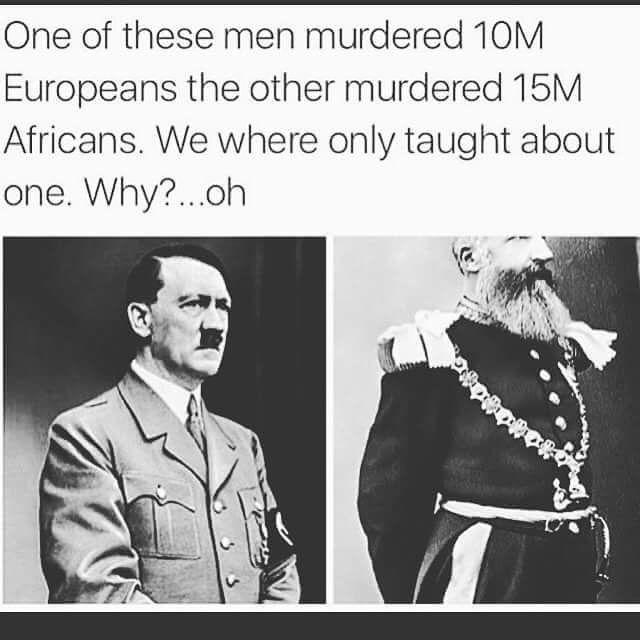 One of these men murdered 10M
Europeans the other murdered 15M
Africans. We where only taught about
one. Why?...oh